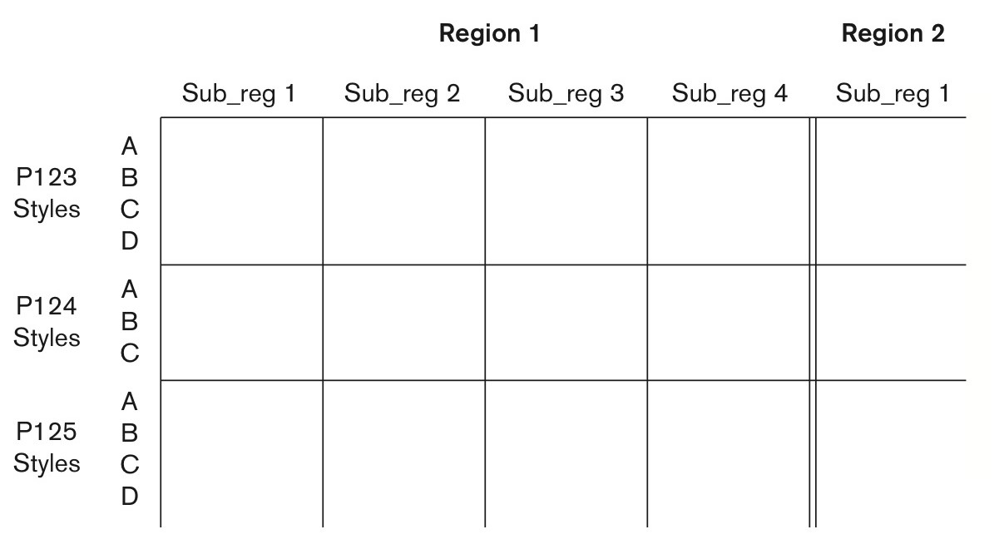 Region 1 Region 2
Sub_reg 1 Sub_reg 2 Sub_reg 3 Sub_reg 4 Sub_reg 1
A
P123 B
Styles C
D
A
P124 B
Styles C
A
P125 B
Styles C
D